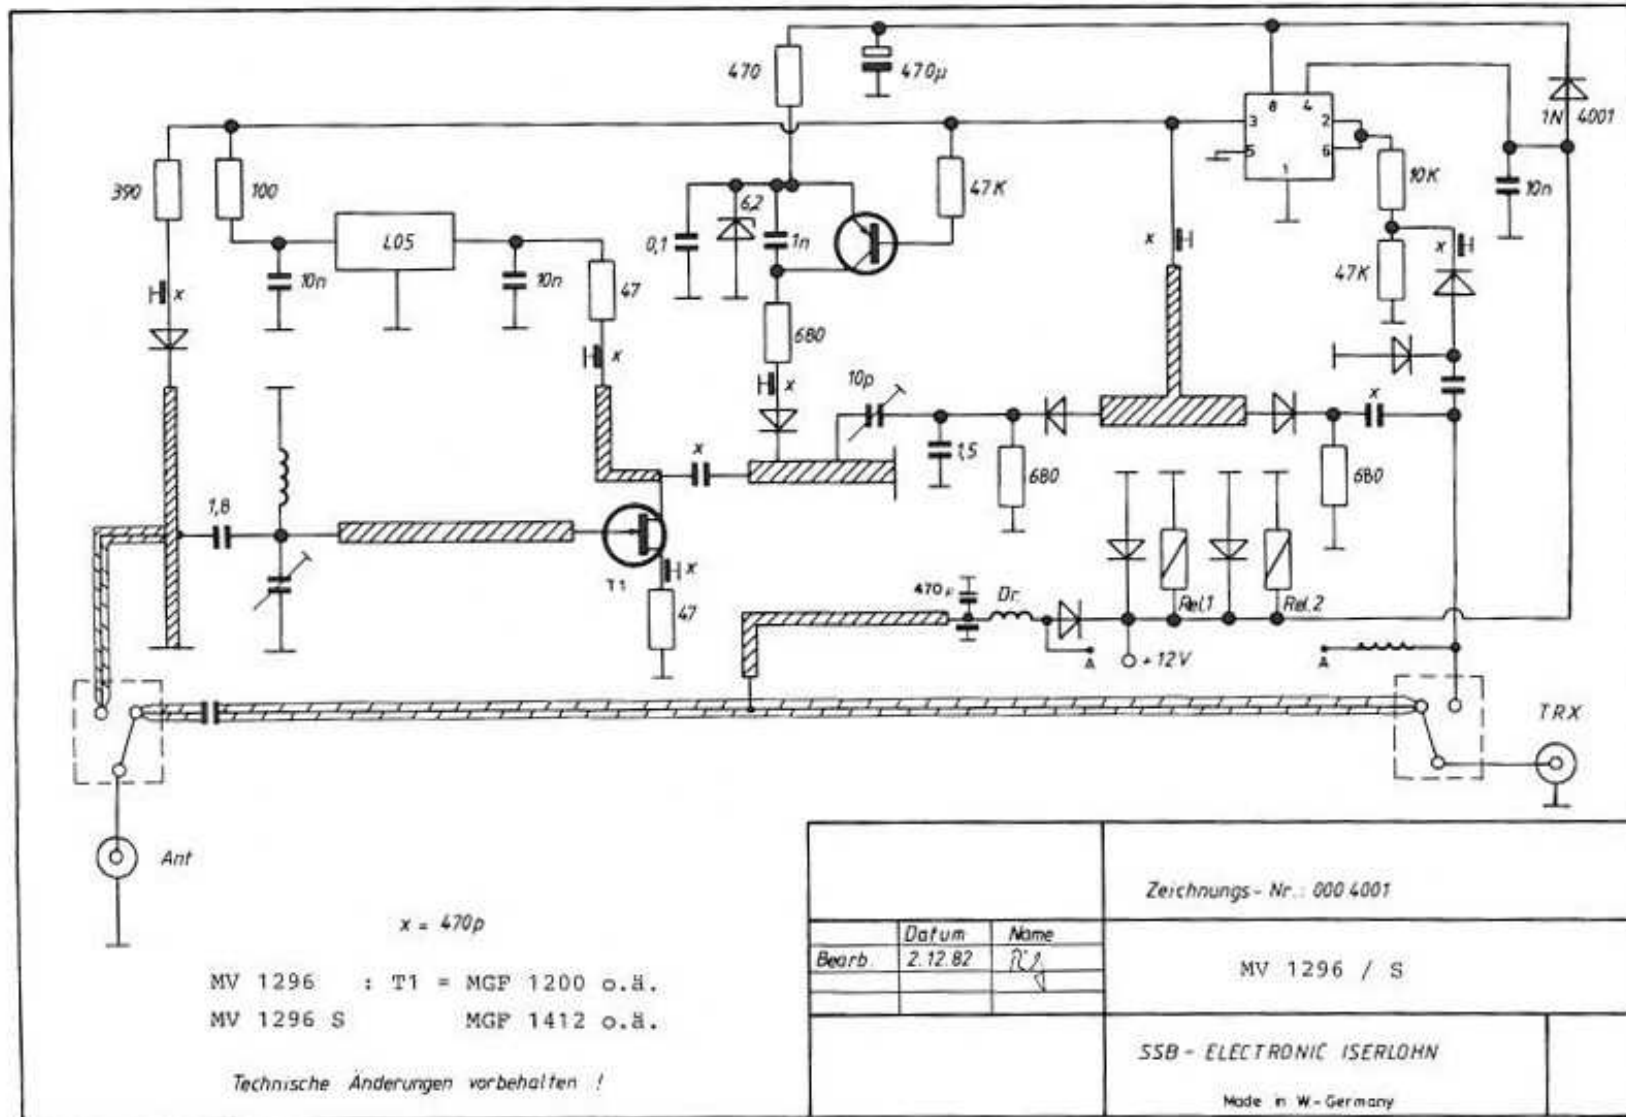 470
470µ
8
4
1N 4001
3
2
5
6
1
390
100
L05
10n
10n
47
x
x
6,2
0,1
1n
47K
680
x
10K
47K
x
10n
x
10p
1,5
680
x
680
1,8
x
T1
x
47
470p
Dr.
A
+12V
Rel.1
Rel.2
A
TRX
Ant
x = 470p
MV 1296 : T1 = MGF 1200 o.ä.
MV 1296 S MGF 1412 o.ä.
Technische Änderungen vorbehalten !
Zeichnungs-Nr.: 000 4001
Datum Name
Bearb. 2.12.82
MV 1296 / S
SSB - ELECTRONIC ISERLOHN
Made in W.-Germany